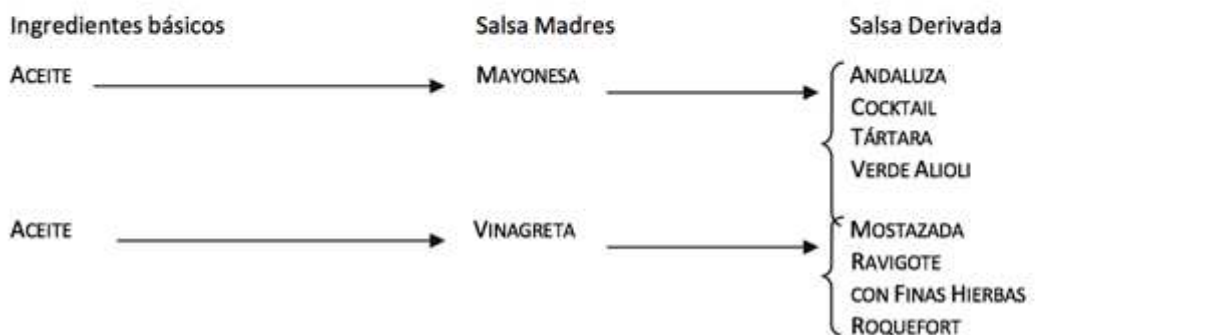 Ingredientes básicos Salsa Madres Salsa Derivada
ACEITE MAYONESA ANDALUZA
COCKTAIL
TÁRTARA
VERDE ALIOLI
ACEITE VINAGRETA MOSTAZADA
RAVIGOTE
CON FINAS HIERBAS
ROQUEFORT